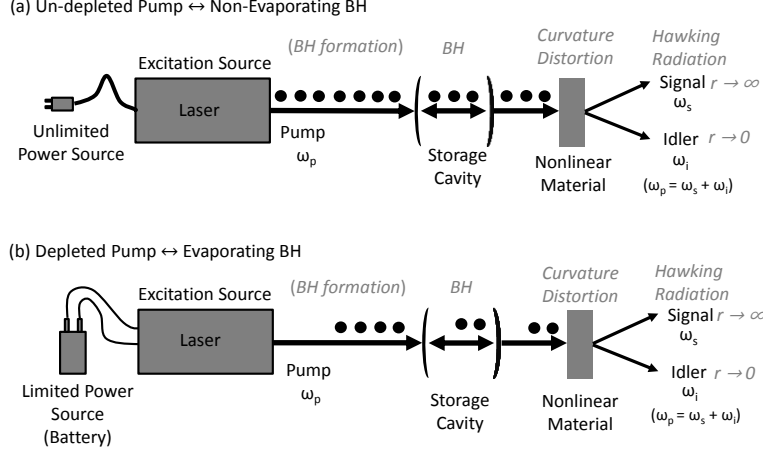 (a) Un-depleted Pump ↔ Non-Evaporating BH
Excitation Source
(BH formation)
BH
Curvature
Distortion
Hawking
Radiation
Laser
Unlimited
Power Source
Pump
ωp
Storage
Cavity
Nonlinear
Material
Signal r → ∞
ωs
Idler r → 0
ωi
(ωp = ωs + ωi)
(b) Depleted Pump ↔ Evaporating BH
Excitation Source
(BH formation)
BH
Curvature
Distortion
Hawking
Radiation
Laser
Limited Power
Source
(Battery)
Pump
ωp
Storage
Cavity
Nonlinear
Material
Signal r → ∞
ωs
Idler r → 0
ωi
(ωp = ωs + ωi)